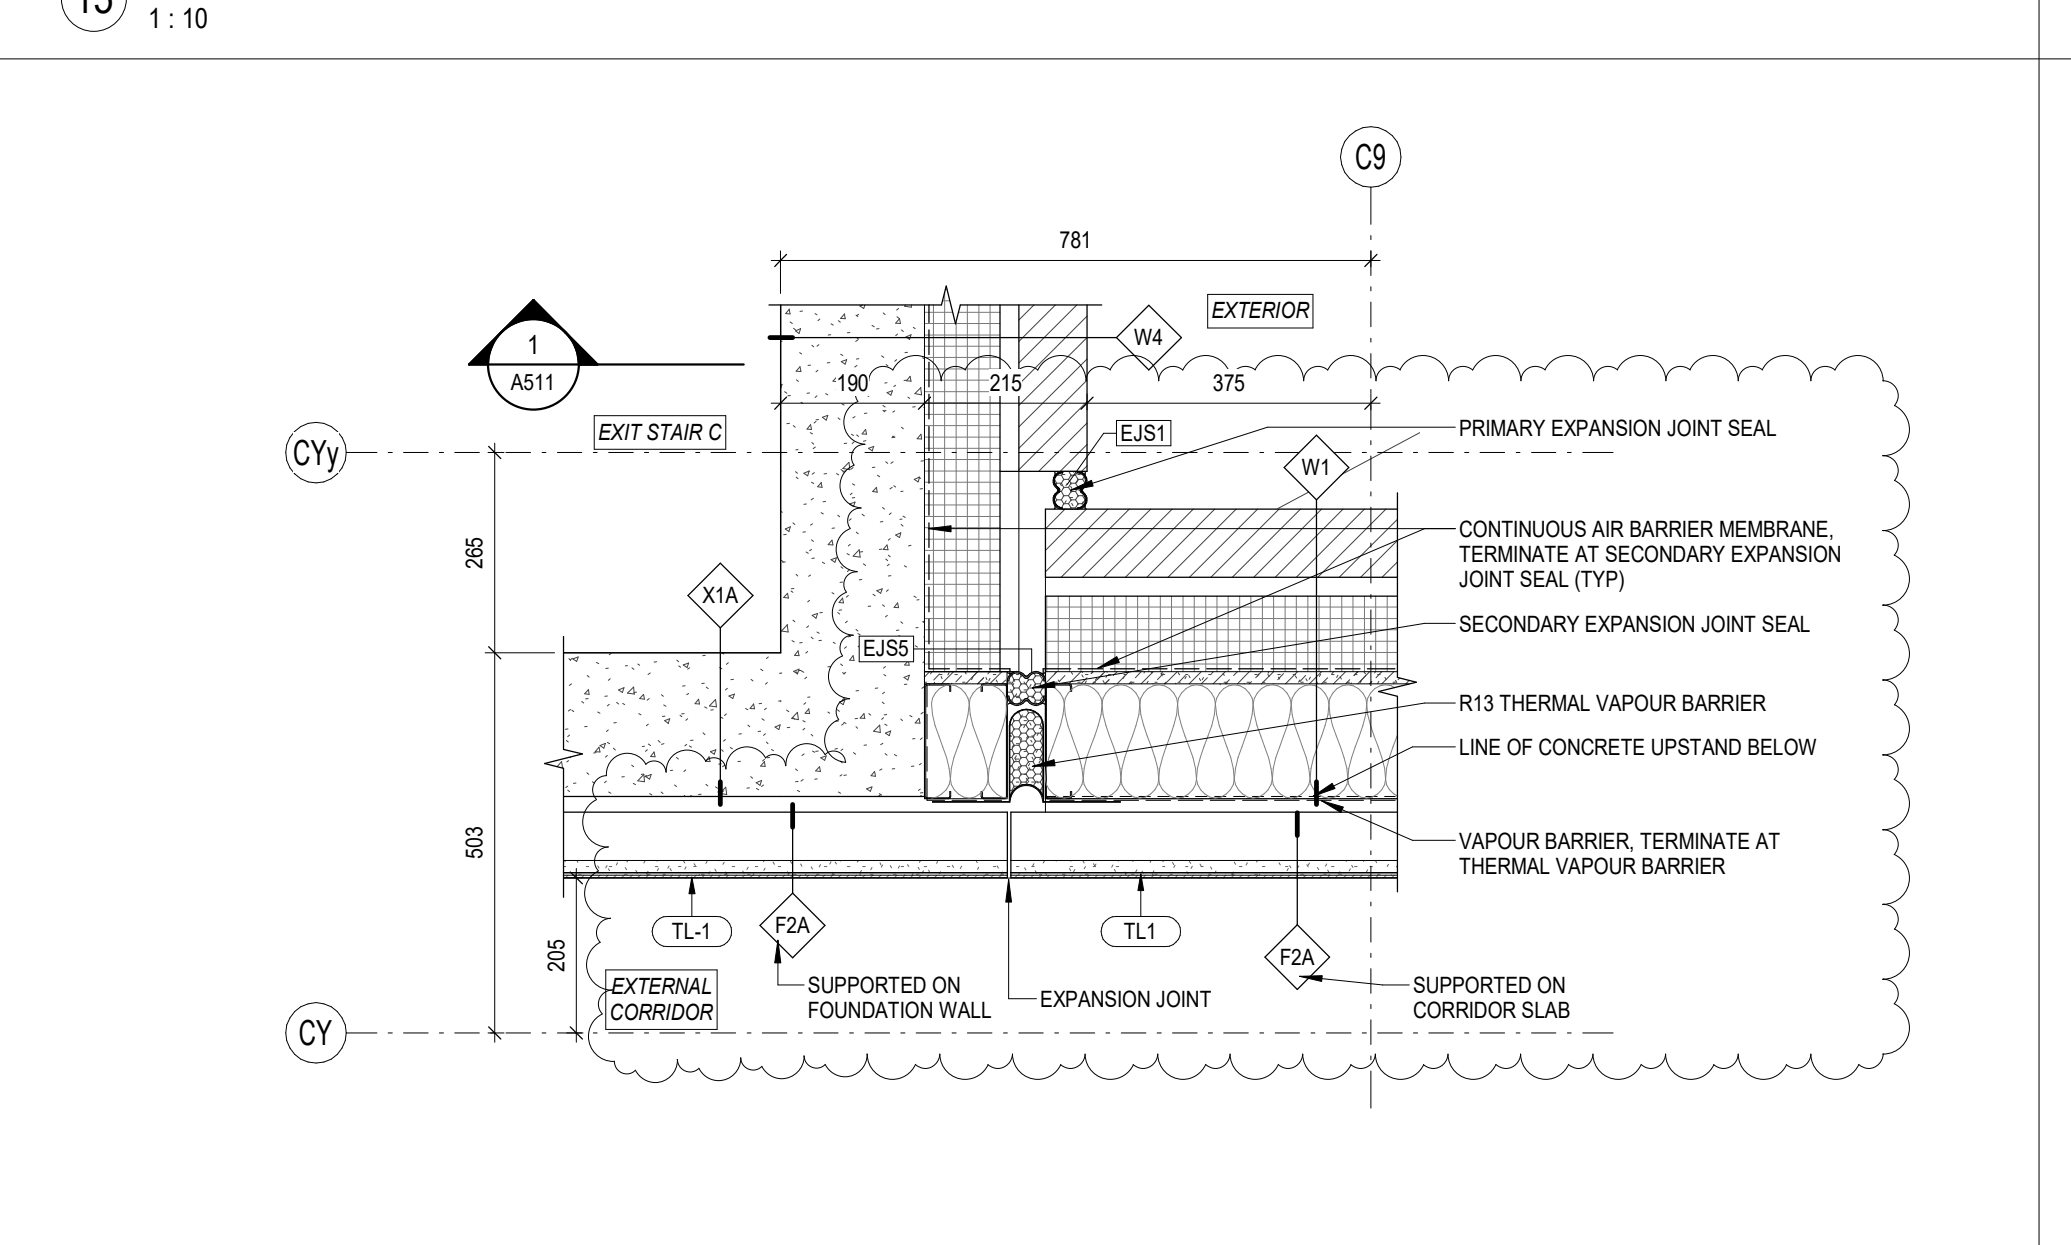 1 : 10
C9
781
EXTERIOR
1
A511
W4
190
215
375
EXIT STAIR C
CYy
EJS1
PRIMARY EXPANSION JOINT SEAL
W1
265
CONTINUOUS AIR BARRIER MEMBRANE,
TERMINATE AT SECONDARY EXPANSION
JOINT SEAL (TYP)
X1A
SECONDARY EXPANSION JOINT SEAL
EJS5
R13 THERMAL VAPOUR BARRIER
LINE OF CONCRETE UPSTAND BELOW
503
VAPOUR BARRIER, TERMINATE AT
THERMAL VAPOUR BARRIER
TL-1
F2A
TL1
F2A
205
EXTERNAL
CORRIDOR
SUPPORTED ON
FOUNDATION WALL
EXPANSION JOINT
SUPPORTED ON
CORRIDOR SLAB
CY